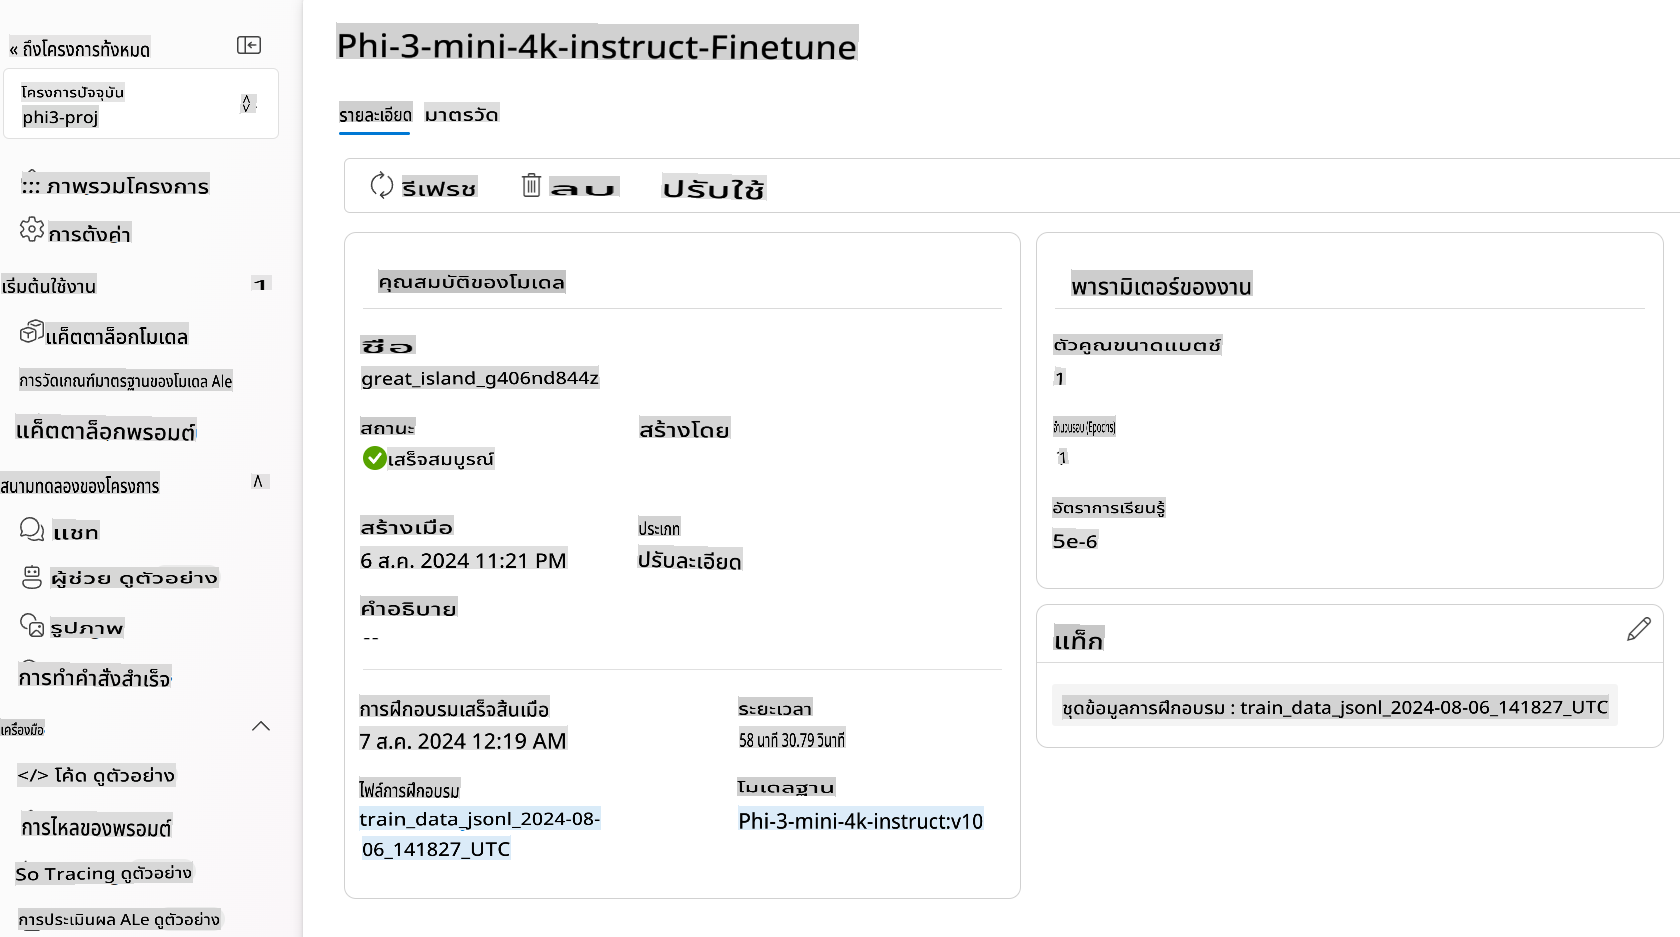 « ถึงโครงการทั้งหมด
โครงการปัจจุบัน
phi3-proj
::: ภาพรวมโครงการ
การตั้งค่า
เริ่มต้นใช้งาน
1
แค็ตตาล็อกโมเดล
การวัดเกณฑ์มาตรฐานของโมเดล Ale
แค็ตตาล็อกพรอมต์
สนามทดลองของโครงการ
Λ
แชท
ผู้ช่วย ดูตัวอย่าง
รูปภาพ
การทำคำสั่งสำเร็จ
เครื่องมือ
</> โค้ด ดูตัวอย่าง
การไหลของพรอมต์
So Tracing ดูตัวอย่าง
การประเมินผล ALe ดูตัวอย่าง
Phi-3-mini-4k-instruct-Finetune
รายละเอียด มาตรวัด
รีเฟรช ลบ ปรับใช้
คุณสมบัติของโมเดล
ชื่อ
great_island_g406nd844z
สถานะ
เสร็จสมบูรณ์
สร้างโดย
สร้างเมื่อ
6 ส.ค. 2024 11:21 PM
ประเภท
ปรับละเอียด
คำอธิบาย
--
การฝึกอบรมเสร็จสิ้นเมื่อ
7 ส.ค. 2024 12:19 AM
ระยะเวลา
58 นาที 30.79 วินาที
ไฟล์การฝึกอบรม
train_data_jsonl_2024-08-
06_141827_UTC
โมเดลฐาน
Phi-3-mini-4k-instruct:v10
พารามิเตอร์ของงาน
ตัวคูณขนาดแบตช์
1
จำนวนรอบ (Epochs)
1
อัตราการเรียนรู้
5e-6
แท็ก
ชุดข้อมูลการฝึกอบรม : train_data_jsonl_2024-08-06_141827_UTC